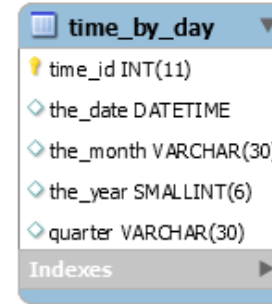 time_by_day
time_id INT(11)
the_date DATETIME
the_month VARCHAR(30)
the_year SMALLINT(6)
quarter VARCHAR(30)
Indexes